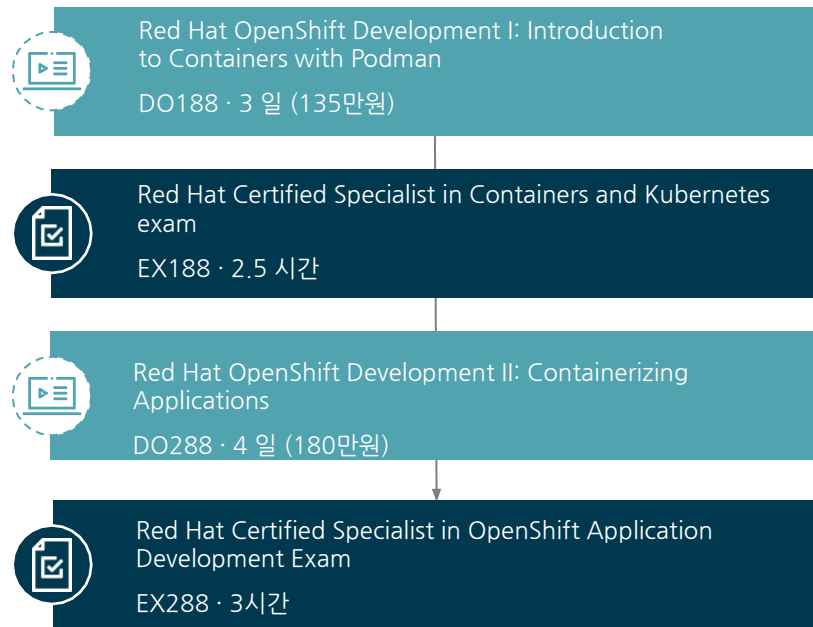 Red Hat OpenShift Development I: Introduction
to Containers with Podman
DO188 · 3 일 (135만원)
Red Hat Certified Specialist in Containers and Kubernetes
exam
EX188 · 2.5 시간
Red Hat OpenShift Development II: Containerizing
Applications
DO288 · 4 일 (180만원)
Red Hat Certified Specialist in OpenShift Application
Development Exam
EX288 · 3시간